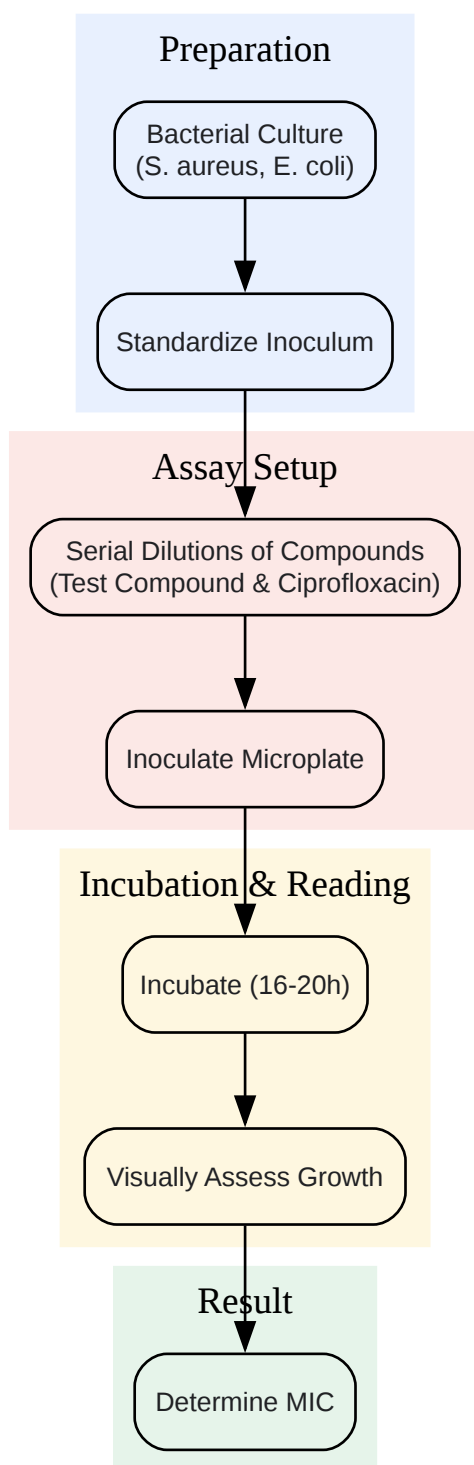 Preparation
Bacterial Culture
(S. aureus, E. coli)
Standardize Inoculum
Assay Setup
Serial Dilutions of Compounds
(Test Compound & Ciprofloxacin)
Inoculate Microplate
Incubation & Reading
Incubate (16-20h)
Visually Assess Growth
Result
Determine MIC